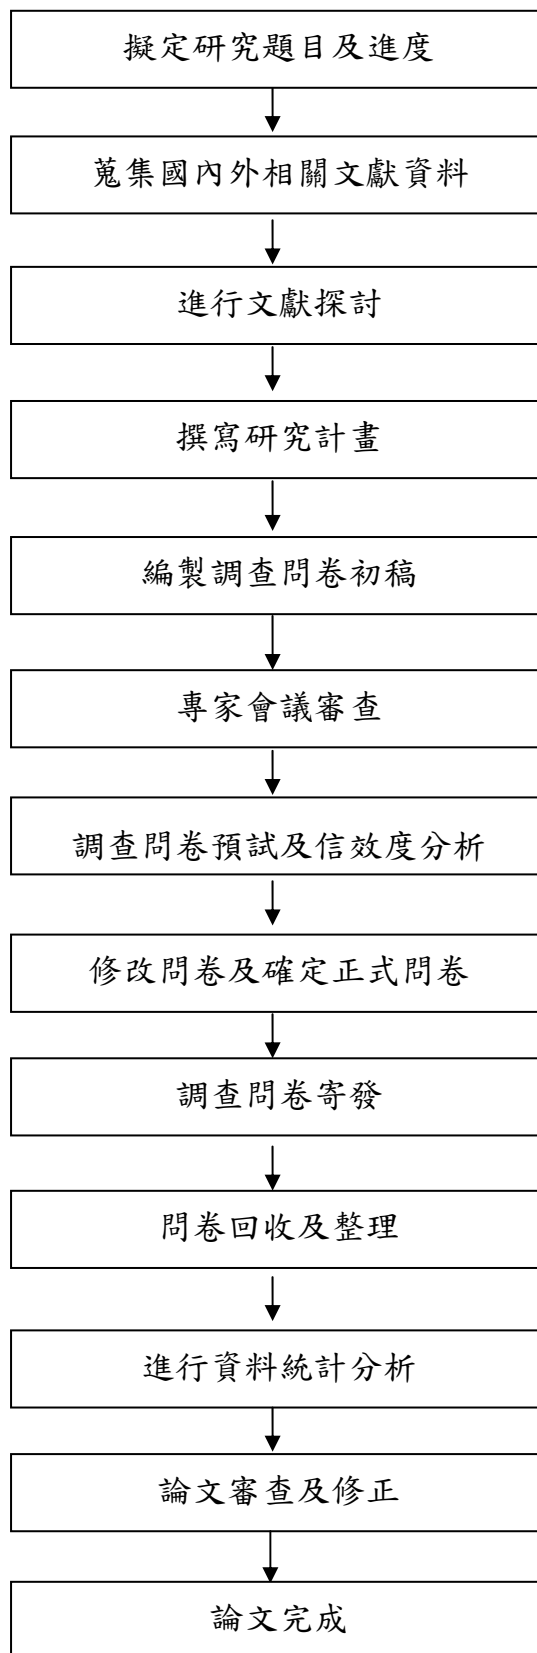 擬定研究題目及進度
蒐集國內外相關文獻資料
進行文獻探討
撰寫研究計畫
編製調查問卷初稿
專家會議審查
調查問卷預試及信效度分析
修改問卷及確定正式問卷
調查問卷寄發
問卷回收及整理
進行資料統計分析
論文審查及修正
論文完成